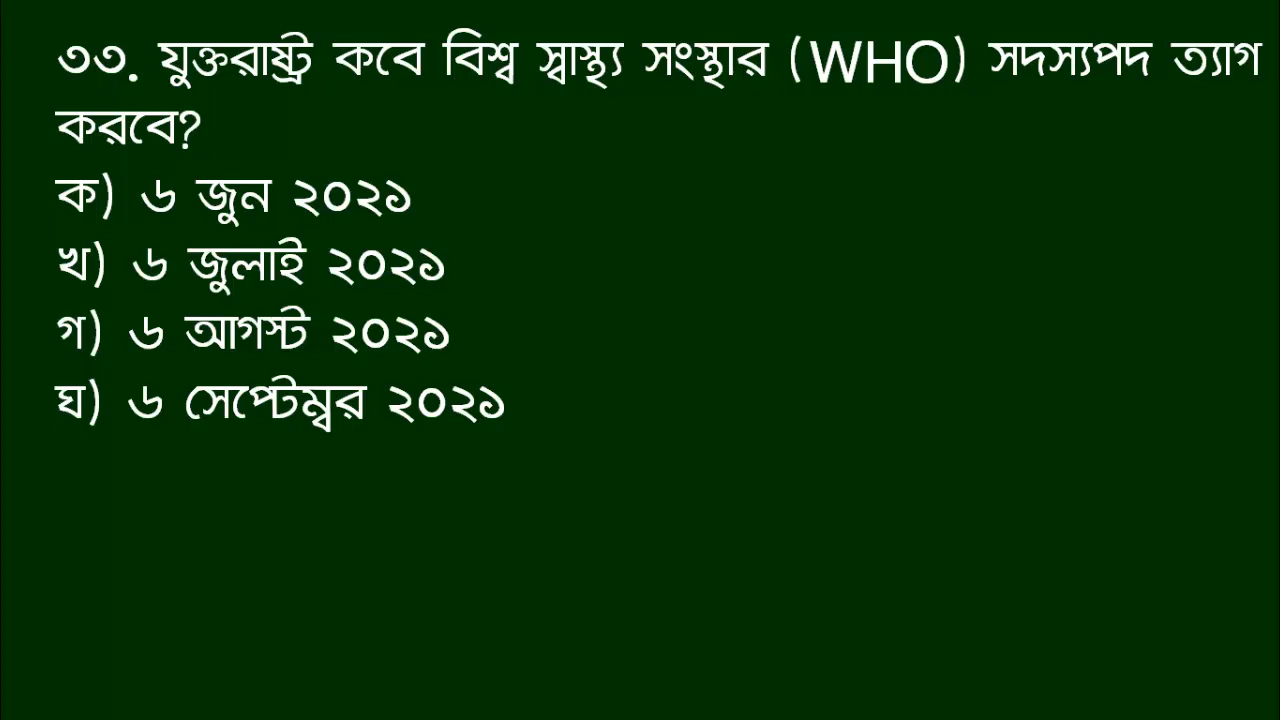 ৩৩. যুক্তরাষ্ট্র কবে বিশ্ব স্বাস্থ্য সংস্থার (WHO) সদস্যপদ ত্যাগ
করবে?
ক) ৬ জুন ২০২১
খ) ৬ জুলাই ২০২১
গ) ৬ আগস্ট ২০২১
ঘ) ৬ সেপ্টেম্বর ২০২১